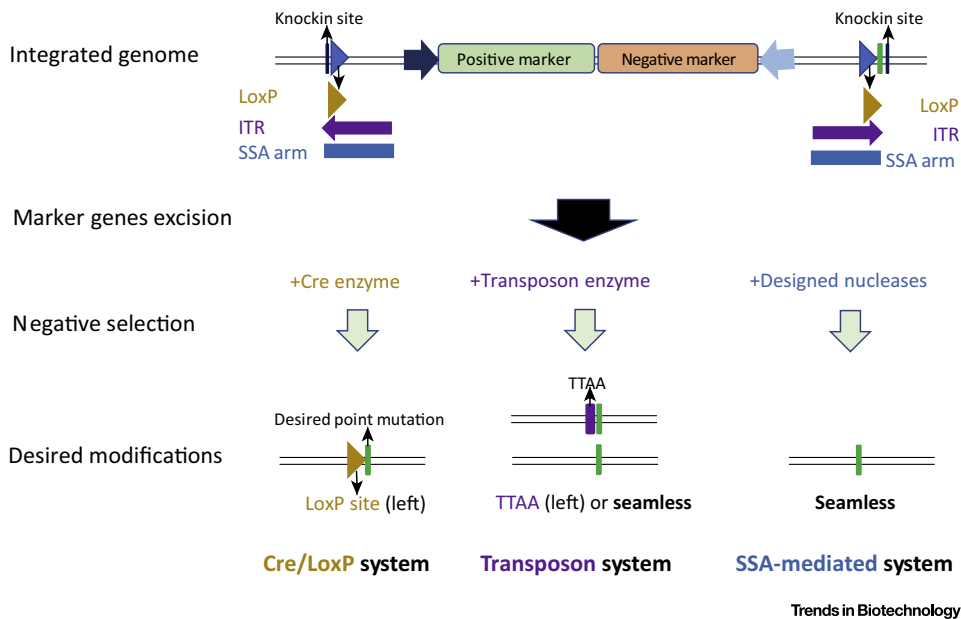 Knockin site
Knockin site
Integrated genome
Positive marker
Negative marker
LoxP
LoxP
ITR
ITR
SSA arm
SSA arm
Marker genes excision
+Cre enzyme
+Transposon enzyme
+Designed nucleases
Negative selection
TTAA
Desired point mutation
Desired modifications
LoxP site (left)
TTAA (left) or seamless
Seamless
Cre/LoxP system
Transposon system
SSA-mediated system
Trends in Biotechnology